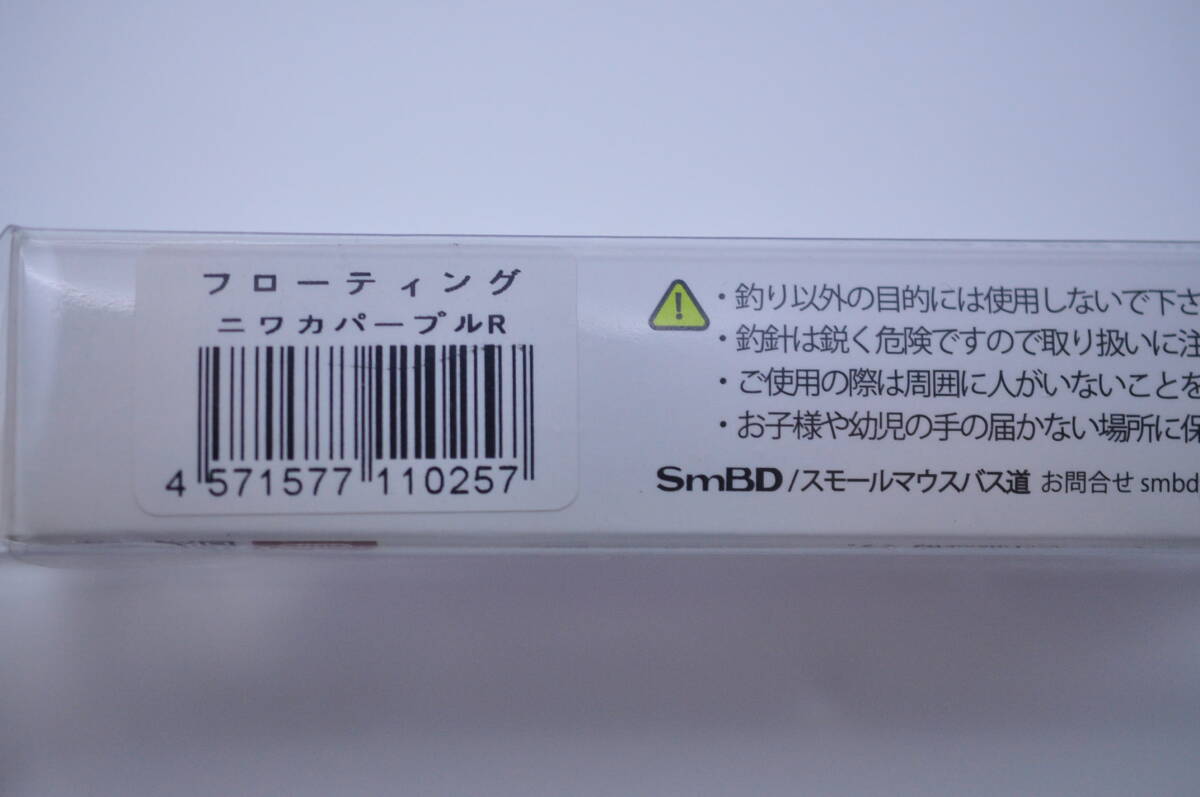 フローティング
ニワカパープルR
4 571577 110257
・釣り以外の目的には使用しないで下さ
・釣針は鋭く危険ですので取り扱いに注
・ご使用の際は周囲に人がいないことを
・お子様や幼児の手の届かない場所に保
SmBD/スモールマウスバス道 お問合せ smbd